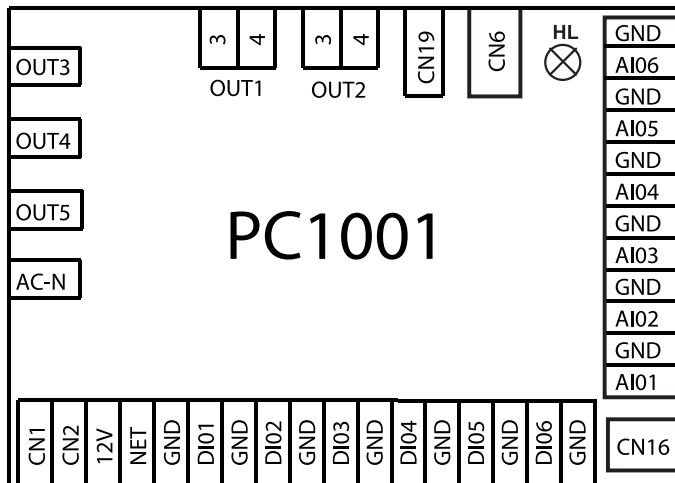 3 4 3 4 CN19 CN6 HL
OUT1 OUT2
OUT3
OUT4
OUT5
AC-N
PC1001
GND
AI06
GND
AI05
GND
AI04
GND
AI03
GND
AI02
GND
AI01
CN16
CN1 CN2 12V NET GND DI01 GND DI02 GND DI03 GND DI04 GND DI05 GND DI06 GND